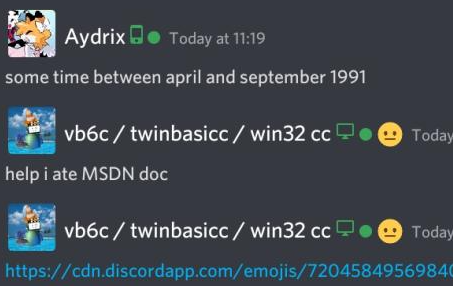 Aydrix Today at 11:19
some time between april and september 1991
vb6c / twinbasicc / win32 cc Today
help i ate MSDN doc
vb6c / twinbasicc / win32 cc Today
https://cdn.discordapp.com/emojis/72045849569840